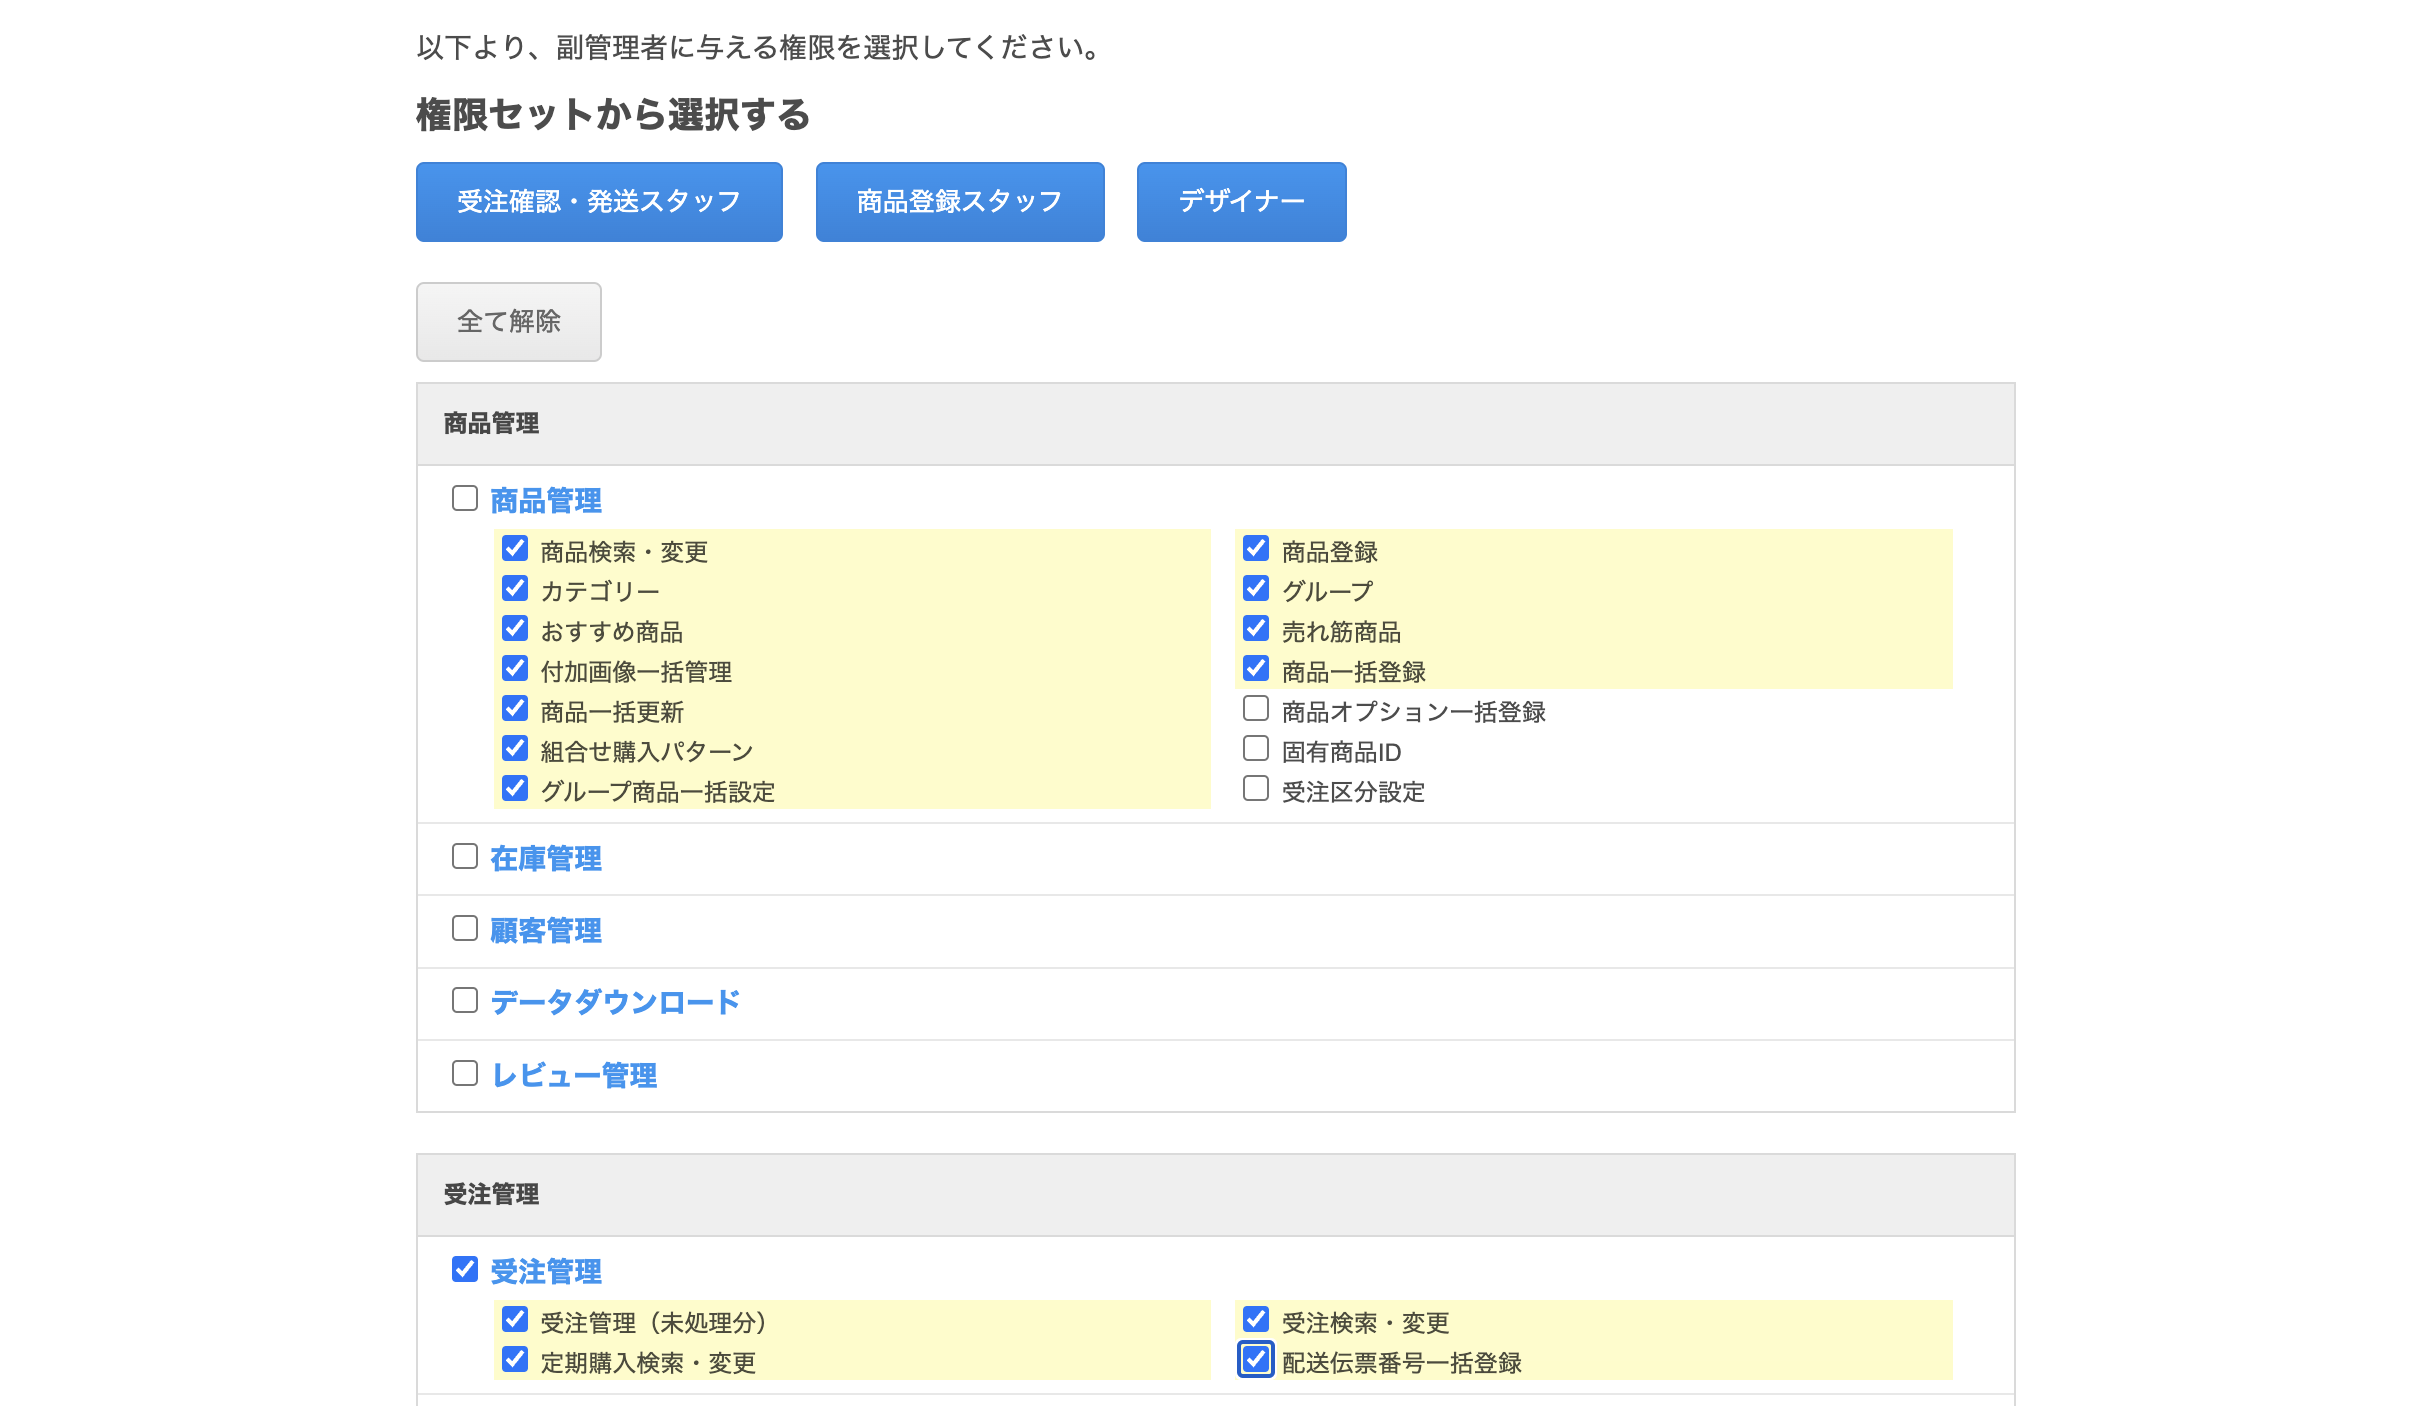 以下より、副管理者に与える権限を選択してください。
権限セットから選択する
受注確認・発送スタッフ 商品登録スタッフ デザイナー
全て解除
商品管理
商品管理
商品検索・変更 商品登録
カテゴリー グループ
おすすめ商品 売れ筋商品
付加画像一括管理 商品一括登録
商品一括更新 商品オプション一括登録
組合せ購入パターン 固有商品ID
グループ商品一括設定 受注区分設定
在庫管理
顧客管理
データダウンロード
レビュー管理
受注管理
受注管理
受注管理（未処理分） 受注検索・変更
定期購入検索・変更 配送伝票番号一括登録